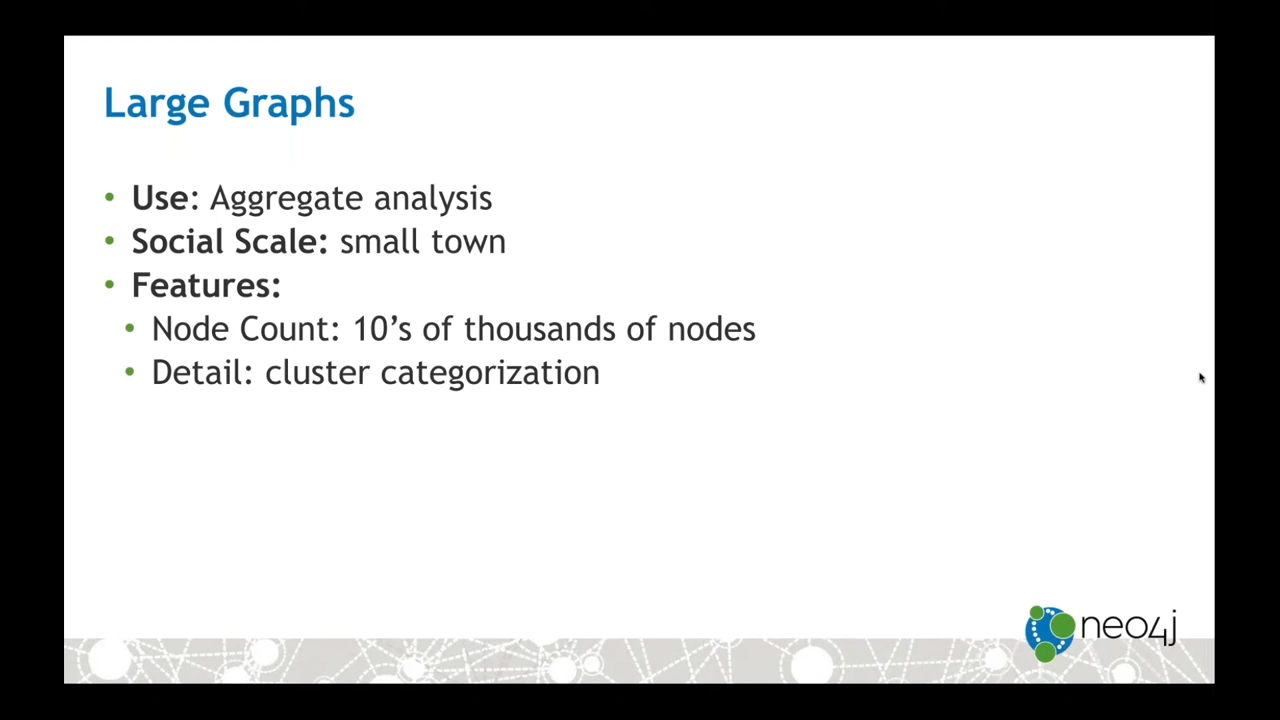 Large Graphs
• Use: Aggregate analysis
• Social Scale: small town
• Features:
• Node Count: 10’s of thousands of nodes
• Detail: cluster categorization
neo4j